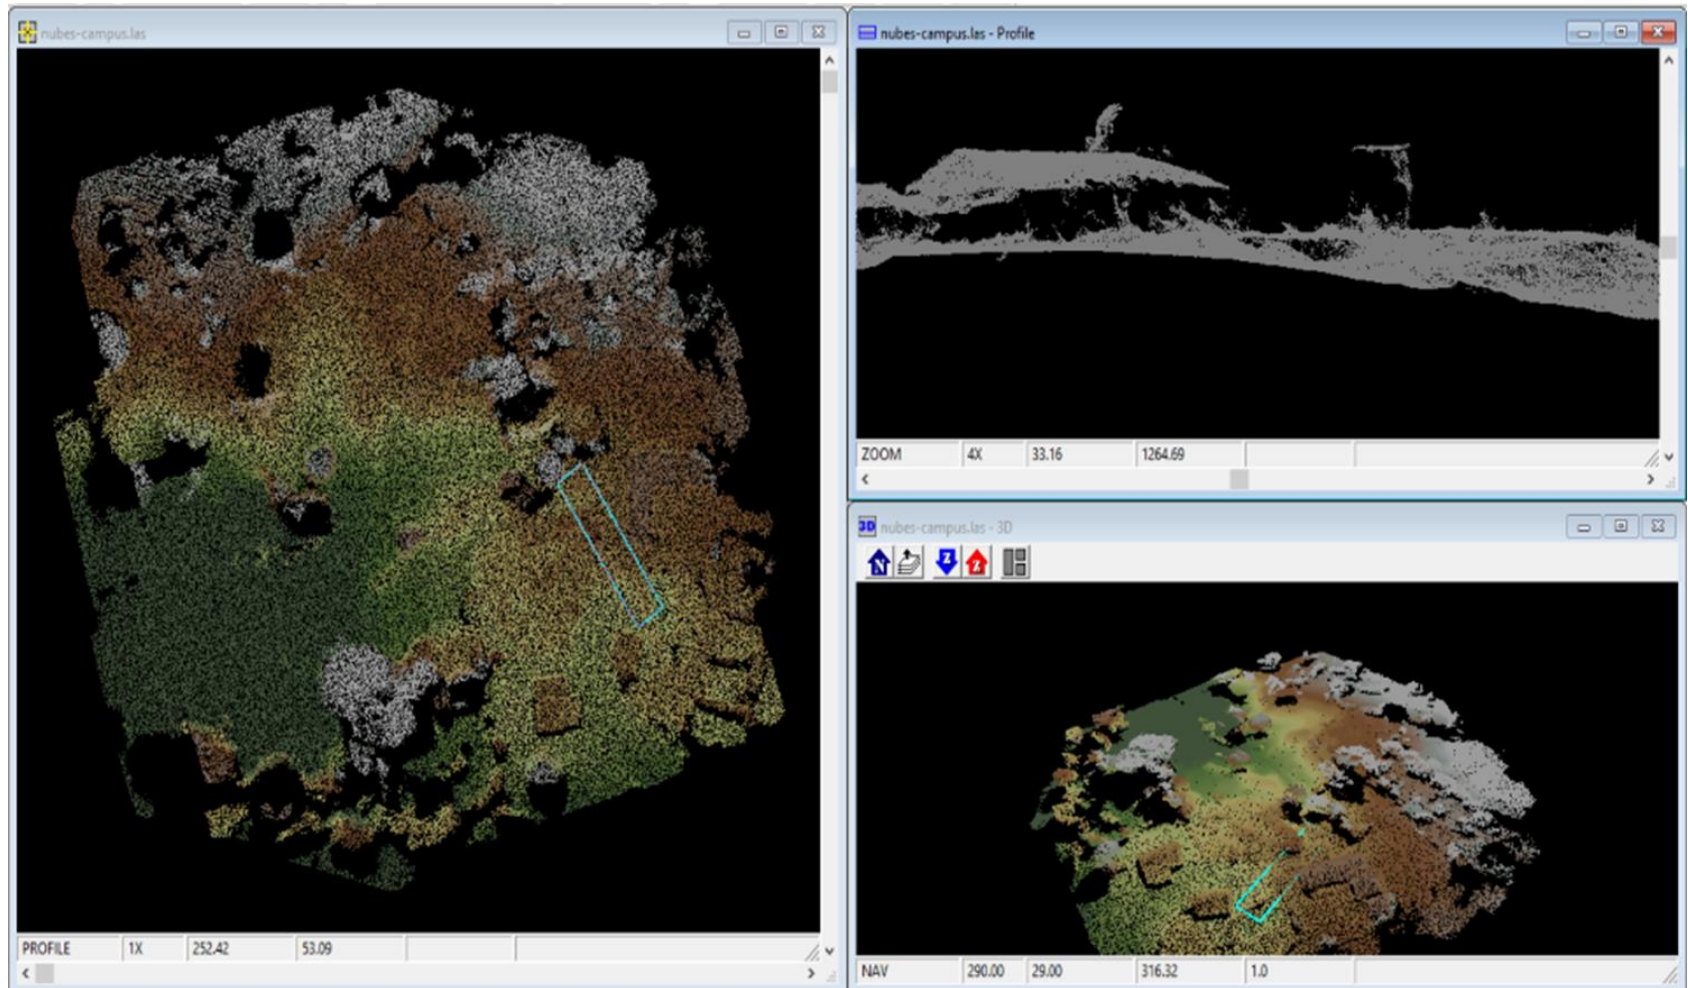 nubes-campus.las
PROFILE 1X 252.42 53.09
nubes-campus.las - Profile
ZOOM 4X 33.16 1264.69
3D nubes-campus.las - 3D
N Z Z
NAV 290.00 29.00 316.32 1.0